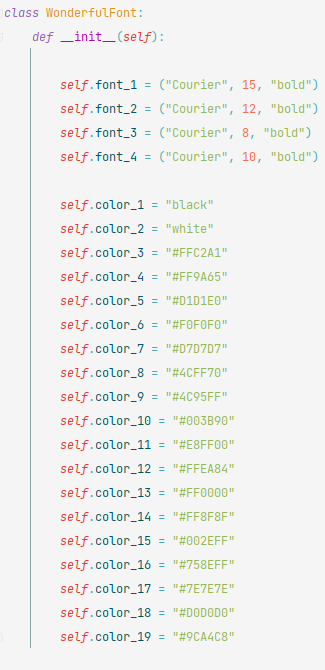 class WonderfulFont:
def __init__(self):
self.font_1 = ("Courier", 15, "bold")
self.font_2 = ("Courier", 12, "bold")
self.font_3 = ("Courier", 8, "bold")
self.font_4 = ("Courier", 10, "bold")
self.color_1 = "black"
self.color_2 = "white"
self.color_3 = "#FFC2A1"
self.color_4 = "#FF9A65"
self.color_5 = "#D1D1E0"
self.color_6 = "#F0F0F0"
self.color_7 = "#D7D7D7"
self.color_8 = "#4CFF70"
self.color_9 = "#4C95FF"
self.color_10 = "#003B90"
self.color_11 = "#E8FF00"
self.color_12 = "#FFEA84"
self.color_13 = "#FF0000"
self.color_14 = "#FF8F8F"
self.color_15 = "#002EFF"
self.color_16 = "#758EFF"
self.color_17 = "#7E7E7E"
self.color_18 = "#D0D0D0"
self.color_19 = "#9CA4C8"